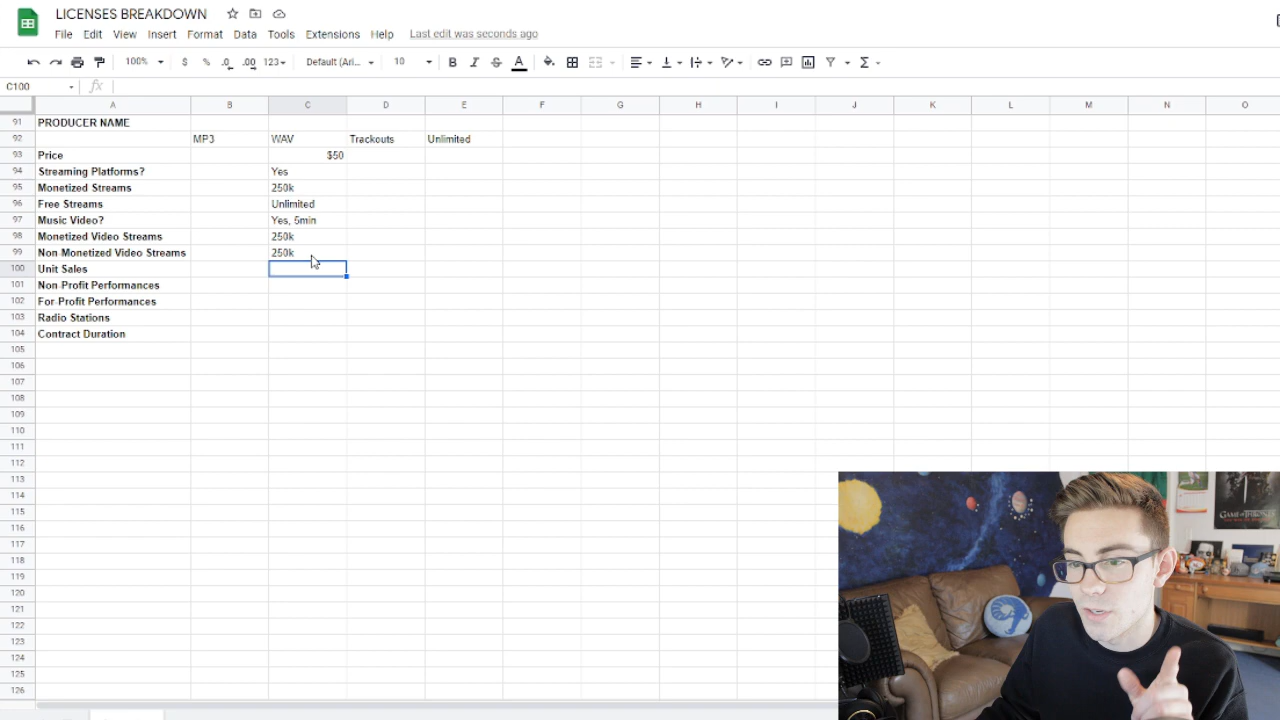 LICENSES BREAKDOWN
File Edit View Insert Format Data Tools Extensions Help Last edit was seconds ago
100% $ % .0 .00 123 Default (Ari... 10 B I S A
C100 fx
A B C D E F G H I J K L M N O
91 PRODUCER NAME
92 MP3 WAV Trackouts Unlimited
93 Price $50
94 Streaming Platforms? Yes
95 Monetized Streams 250k
96 Free Streams Unlimited
97 Music Video? Yes, 5min
98 Monetized Video Streams 250k
99 Non Monetized Video Streams 250k
100 Unit Sales
101 Non-Profit Performances
102 For-Profit Performances
103 Radio Stations
104 Contract Duration
105
106
107
108
109
110
111
112
113
114
115
116
117
118
119
120
121
122
123
124
125
126
GAME OF THRONES